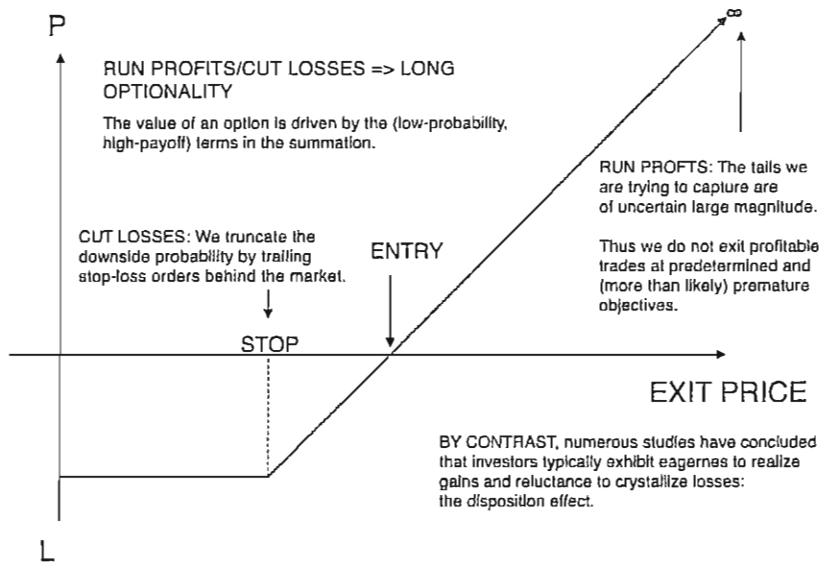 P
∞
RUN PROFITS/CUT LOSSES => LONG
OPTIONALITY
The value of an option is driven by the (low-probability,
high-payoff) terms in the summation.
RUN PROFTS: The tails we
are trying to capture are
of uncertain large magnitude.
Thus we do not exit profitable
trades at predetermined and
(more than likely) premature
objectives.
CUT LOSSES: We truncate the
downside probability by trailing
stop-loss orders behind the market.
ENTRY
STOP
EXIT PRICE
BY CONTRAST, numerous studies have concluded
that investors typically exhibit eagernes to realize
gains and reluctance to crystallize losses:
the disposition effect.
L